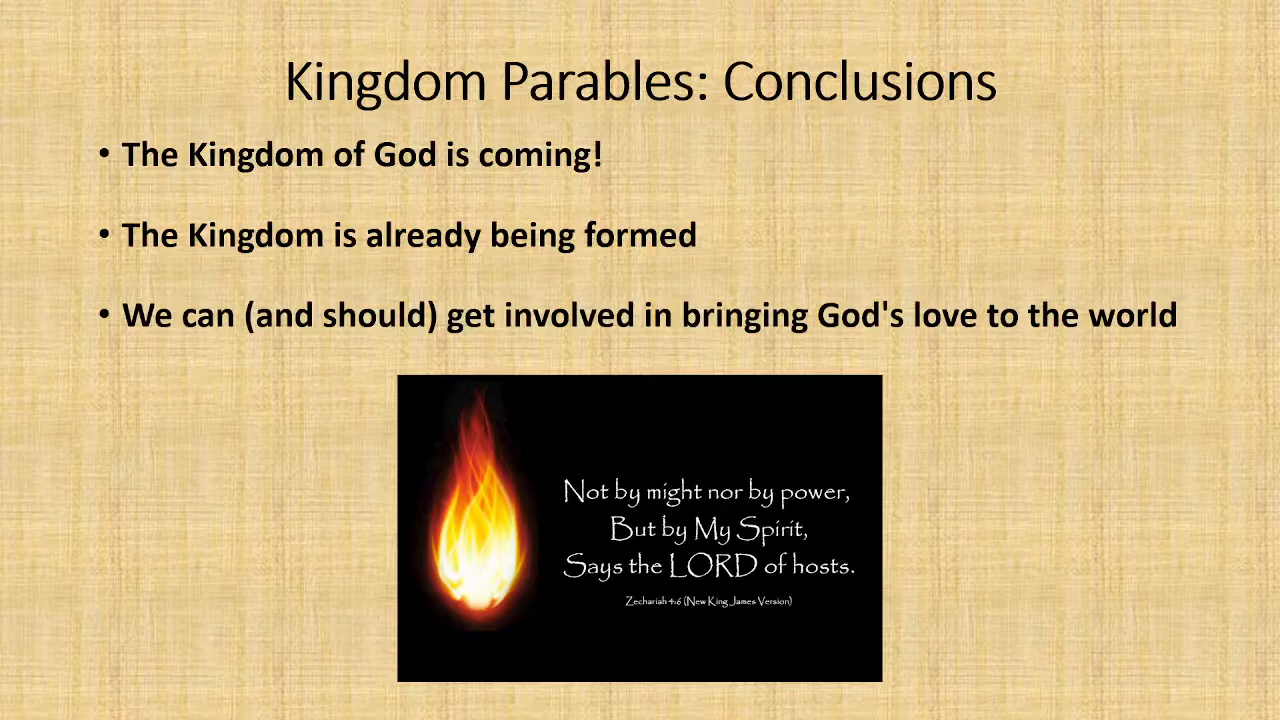 Kingdom Parables: Conclusions
• The Kingdom of God is coming!
• The Kingdom is already being formed
• We can (and should) get involved in bringing God's love to the world
Not by might nor by power,
But by My Spirit,
Says the LORD of hosts.
Zechariah 4:6 (New King James Version)